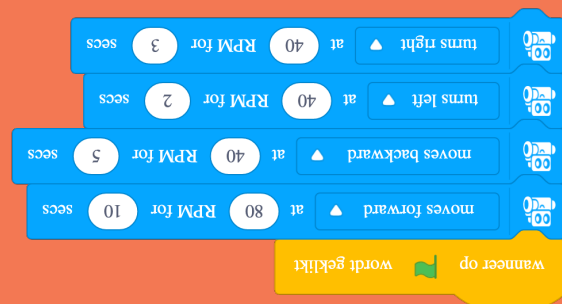 wanneer op wordt geklikt
moves forward at 80 RPM for 10 secs
moves backward at 40 RPM for 5 secs
turns left at 40 RPM for 2 secs
turns right at 40 RPM for 3 secs